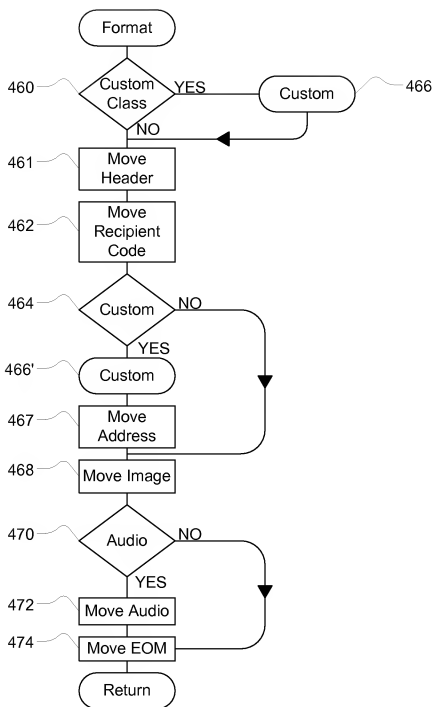 Format
460
Custom
Class
YES
Custom
466
NO
461
Move
Header
462
Move
Recipient
Code
464
Custom
NO
YES
466'
Custom
467
Move
Address
468
Move Image
470
Audio
NO
YES
472
Move Audio
474
Move EOM
Return